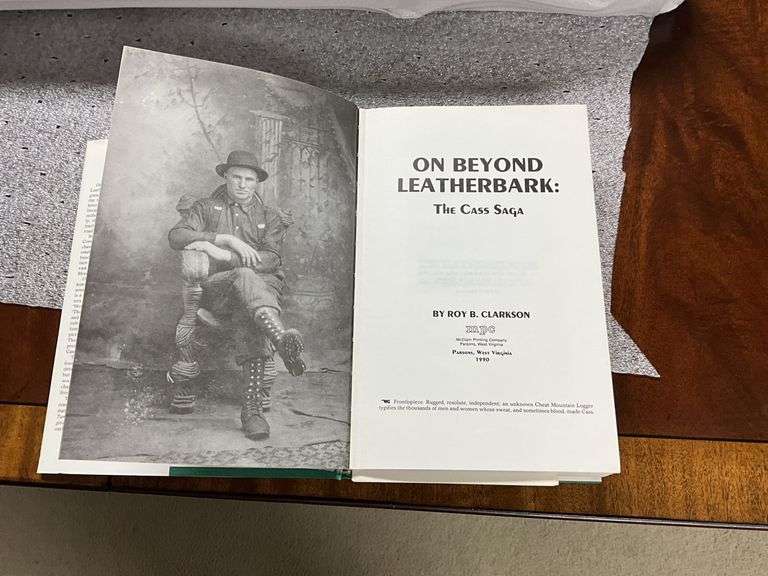 ON BEYOND
LEATHERBARK:
The Cass Saga
BY ROY B. CLARKSON
mpc
McClain Printing Company
Parsons, West Virginia
Parsons, West Virginia
1990
Frontispiece: Rugged, resolute, independent; an unknown Cheat Mountain Logger
typifies the thousands of men and women whose sweat, and sometimes blood, made Cass.